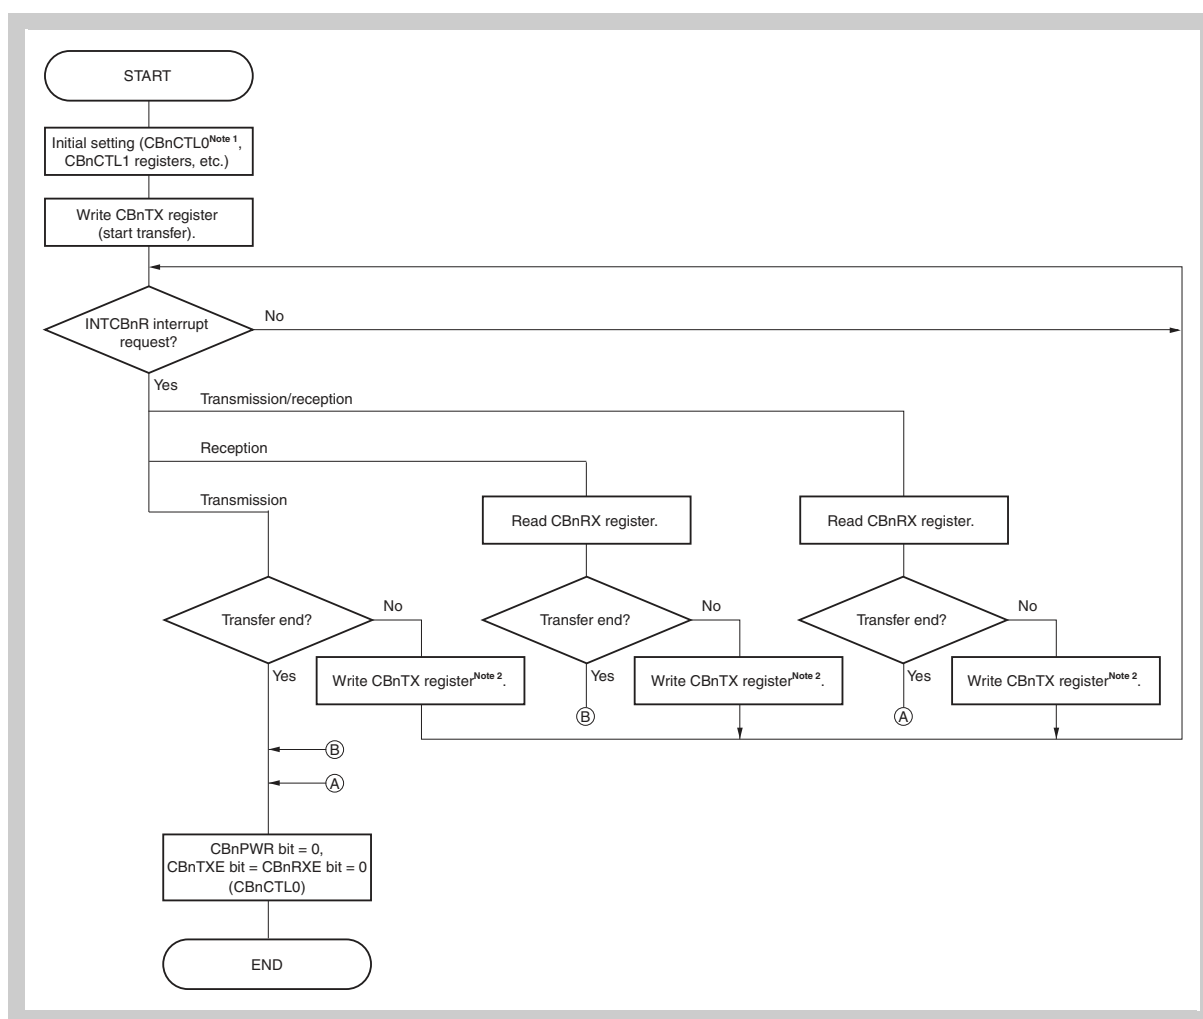 START
Initial setting (CBnCTL0Note 1,
CBnCTL1 registers, etc.)
Write CBnTX register
(start transfer).
INTCBnR interrupt
request?
No
Yes
Transmission/reception
Reception
Transmission
Read CBnRX register.
Read CBnRX register.
Transfer end?
No
Transfer end?
No
Transfer end?
No
Yes
Write CBnTX registerNote 2.
Yes
Write CBnTX registerNote 2.
Yes
Write CBnTX registerNote 2.
B
A
B
A
CBnPWR bit = 0,
CBnTXE bit = CBnRXE bit = 0
(CBnCTL0)
END